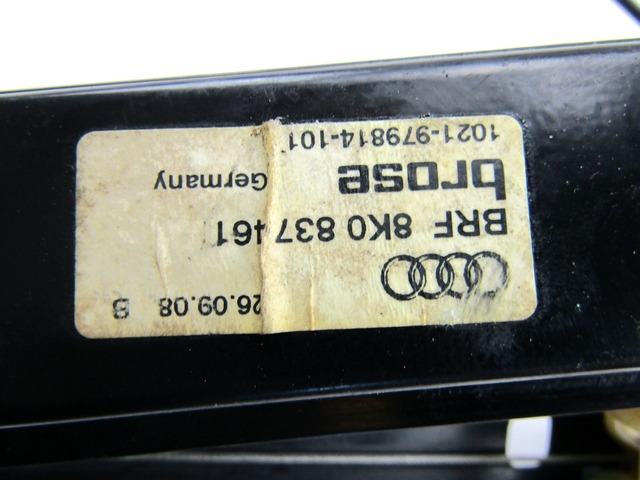 26.09.08 B
BRF 8K0 837 461
brose Germany
1021-979814-101